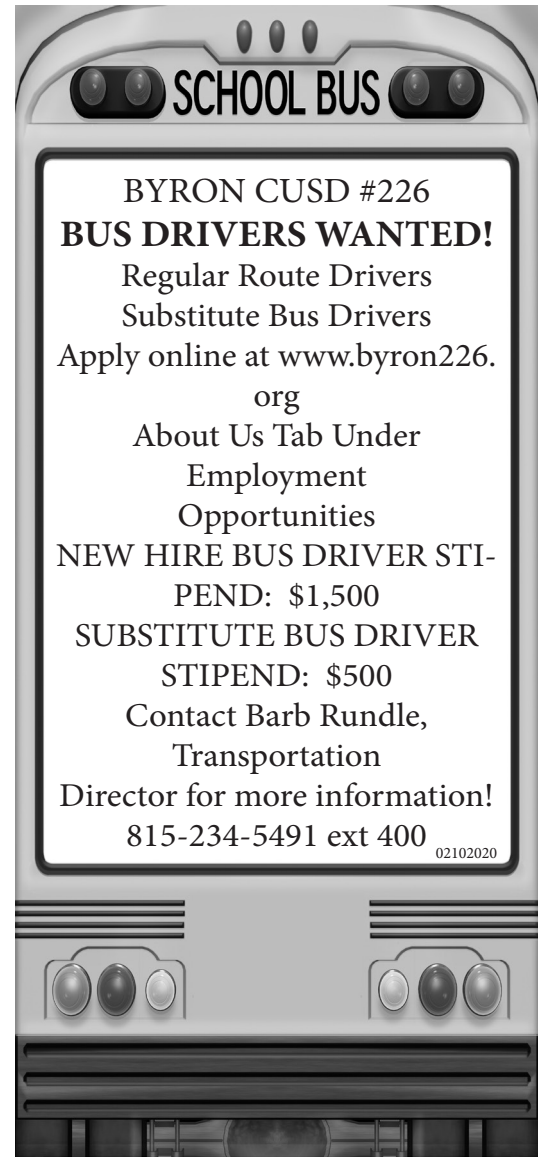 SCHOOL BUS
BYRON CUSD #226
BUS DRIVERS WANTED!
Regular Route Drivers
Substitute Bus Drivers
Apply online at www.byron226.
org
About Us Tab Under
Employment
Opportunities
NEW HIRE BUS DRIVER STI-
PEND:  $1,500
SUBSTITUTE BUS DRIVER
STIPEND:  $500
Contact Barb Rundle,
Transportation
Director for more information!
815-234-5491 ext 400
02102020